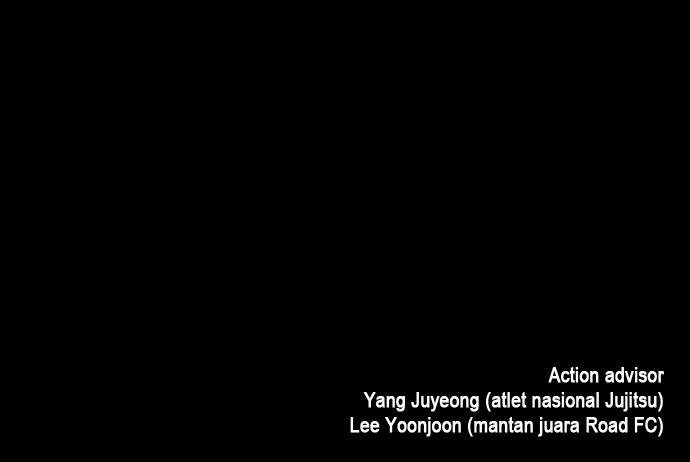 Action advisor
Yang Juyeong (atlet nasional Jujitsu)
Lee Yoonjoon (mantan juara Road FC)